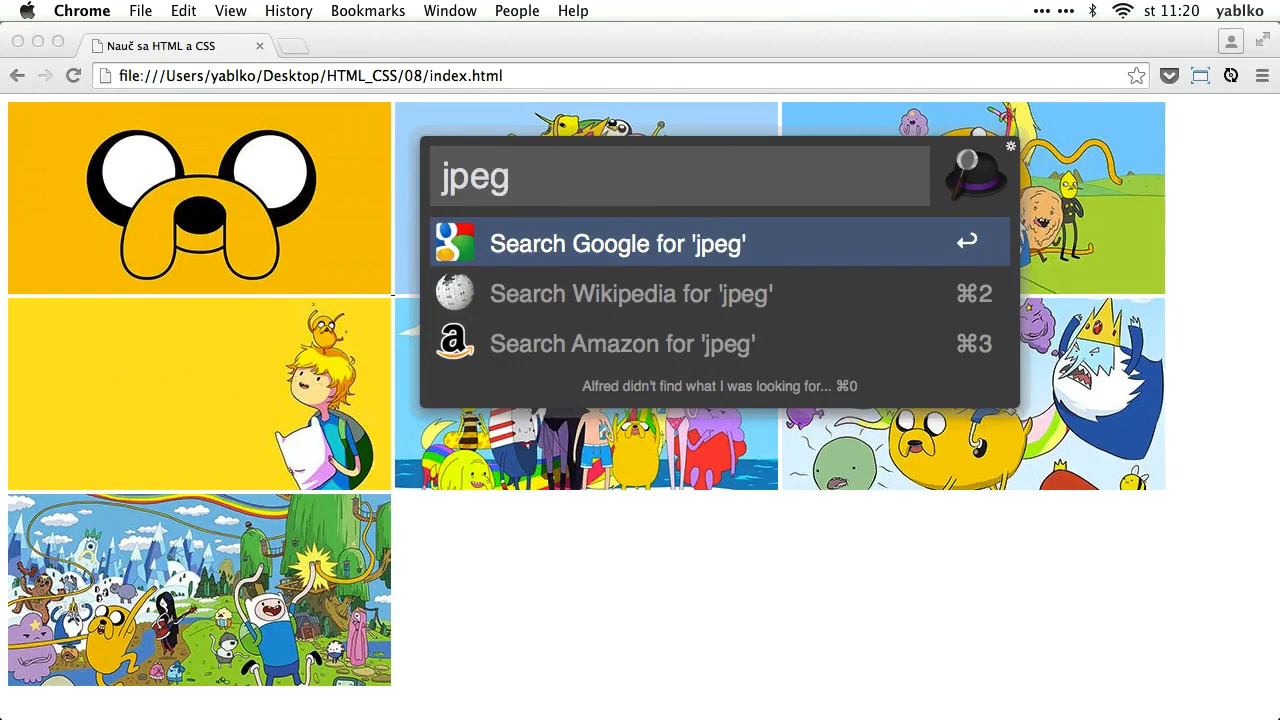 Chrome File Edit View History Bookmarks Window People Help st 11:20 yablko
Nauč sa HTML a CSS
file:///Users/yablko/Desktop/HTML_CSS/08/index.html
jpeg
Search Google for 'jpeg'
Search Wikipedia for 'jpeg' ⌘2
Search Amazon for 'jpeg' ⌘3
Alfred didn't find what I was looking for... ⌘0